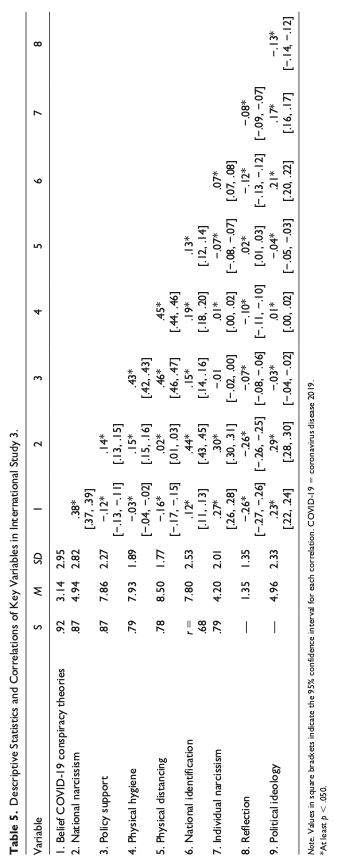 Table 5. Descriptive Statistics and Correlations of Key Variables in International Study 3.
Variable S M SD 1 2 3 4 5 6 7 8
1. Belief COVID-19 conspiracy theories .92 3.14 2.95
2. National narcissism .87 4.94 2.82 .38*
[.37, .39]
3. Policy support .87 7.86 2.27 −.12* .14*
[−.13, −.11] [.13, .15]
4. Physical hygiene .79 7.93 1.89 −.03* .15* .43*
[−.04, −.02] [.15, .16] [.42, .43]
5. Physical distancing .78 8.50 1.77 −.16* .02* .46* .45*
[−.17, −.15] [.01, .03] [.46, .47] [.44, .46]
6. National identification r = 7.80 2.53 .12* .44* .15* .19* .13*
.68 [.11, .13] [.43, .45] [.14, .16] [.18, .20] [.12, .14]
7. Individual narcissism .79 4.20 2.01 .27* .30* −.01 .01* −.07* .07*
[.26, .28] [.30, .31] [−.02, .00] [.00, .02] [−.08, −.07] [.07, .08]
8. Reflection — 1.35 1.35 −.26* −.26* −.07* −.10* .02* −.12* −.08*
[−.27, −.26] [−.26, −.25] [−.08, −.06] [−.11, −.10] [.01, .03] [−.13, −.12] [−.09, −.07]
9. Political ideology — 4.96 2.33 .23* .29* −.03* .01* −.04* .21* .17* −.13*
[.22, .24] [.28, .30] [−.04, −.02] [.00, .02] [−.05, −.03] [.20, .22] [.16, .17] [−.14, −.12]
Note. Values in square brackets indicate the 95% confidence interval for each correlation. COVID-19 = coronavirus disease 2019.
*At least p < .050.